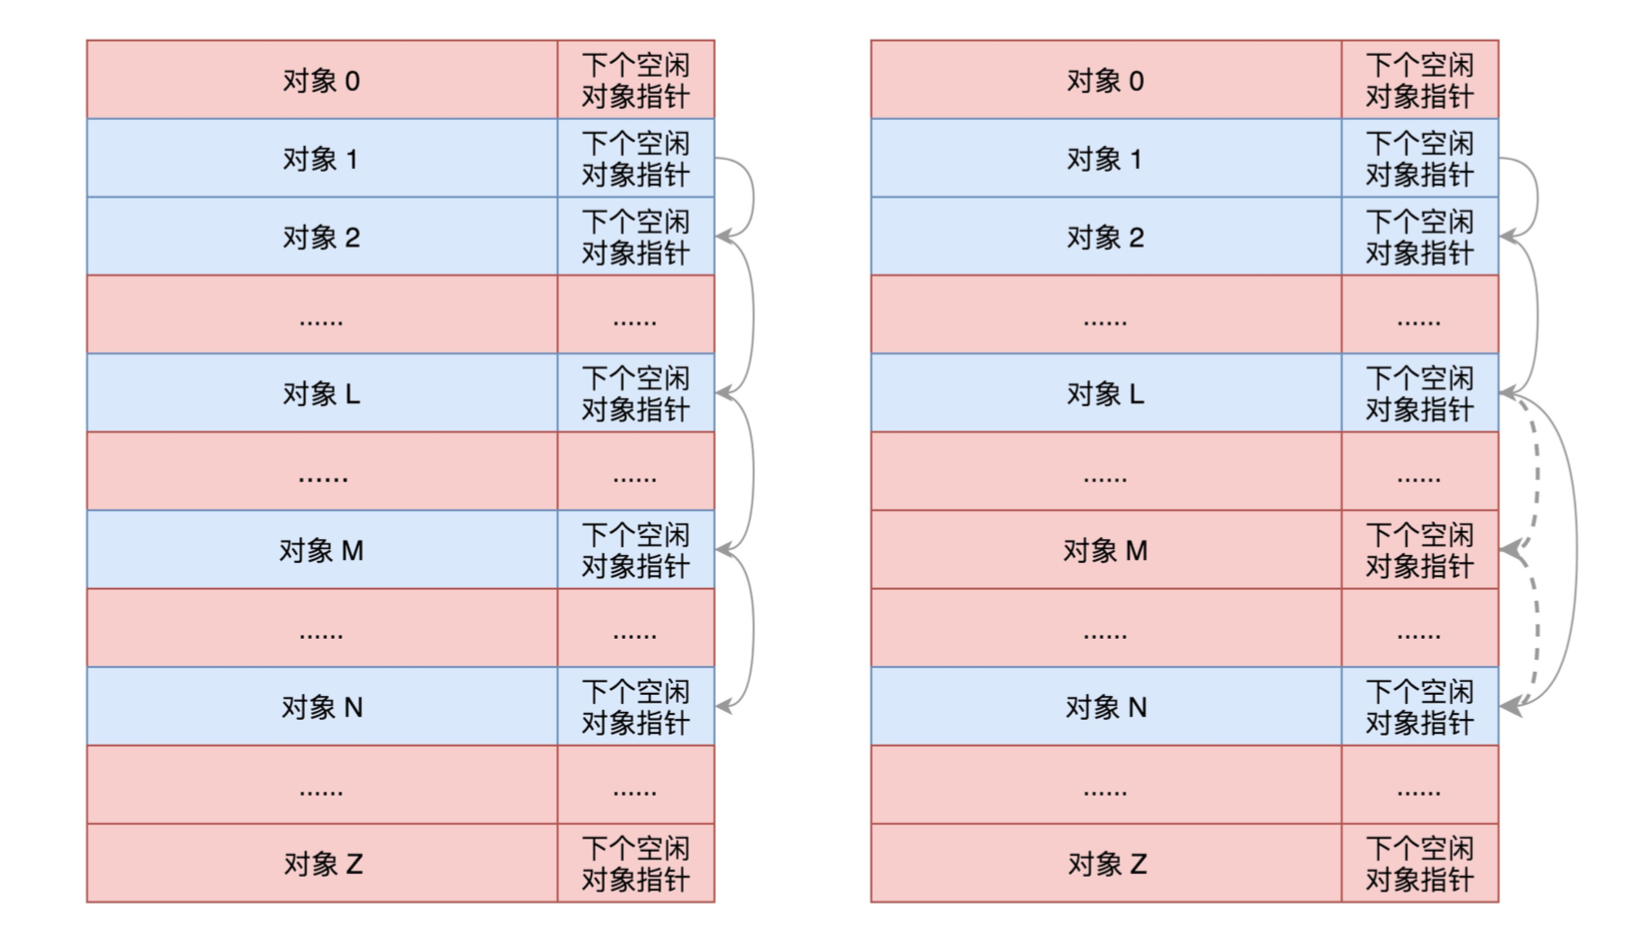 对象 0
下个空闲
对象指针
对象 1
下个空闲
对象指针
对象 2
下个空闲
对象指针
......
......
对象 L
下个空闲
对象指针
......
......
对象 M
下个空闲
对象指针
......
......
对象 N
下个空闲
对象指针
......
......
对象 Z
下个空闲
对象指针
对象 0
下个空闲
对象指针
对象 1
下个空闲
对象指针
对象 2
下个空闲
对象指针
......
......
对象 L
下个空闲
对象指针
......
......
对象 M
下个空闲
对象指针
......
......
对象 N
下个空闲
对象指针
......
......
对象 Z
下个空闲
对象指针